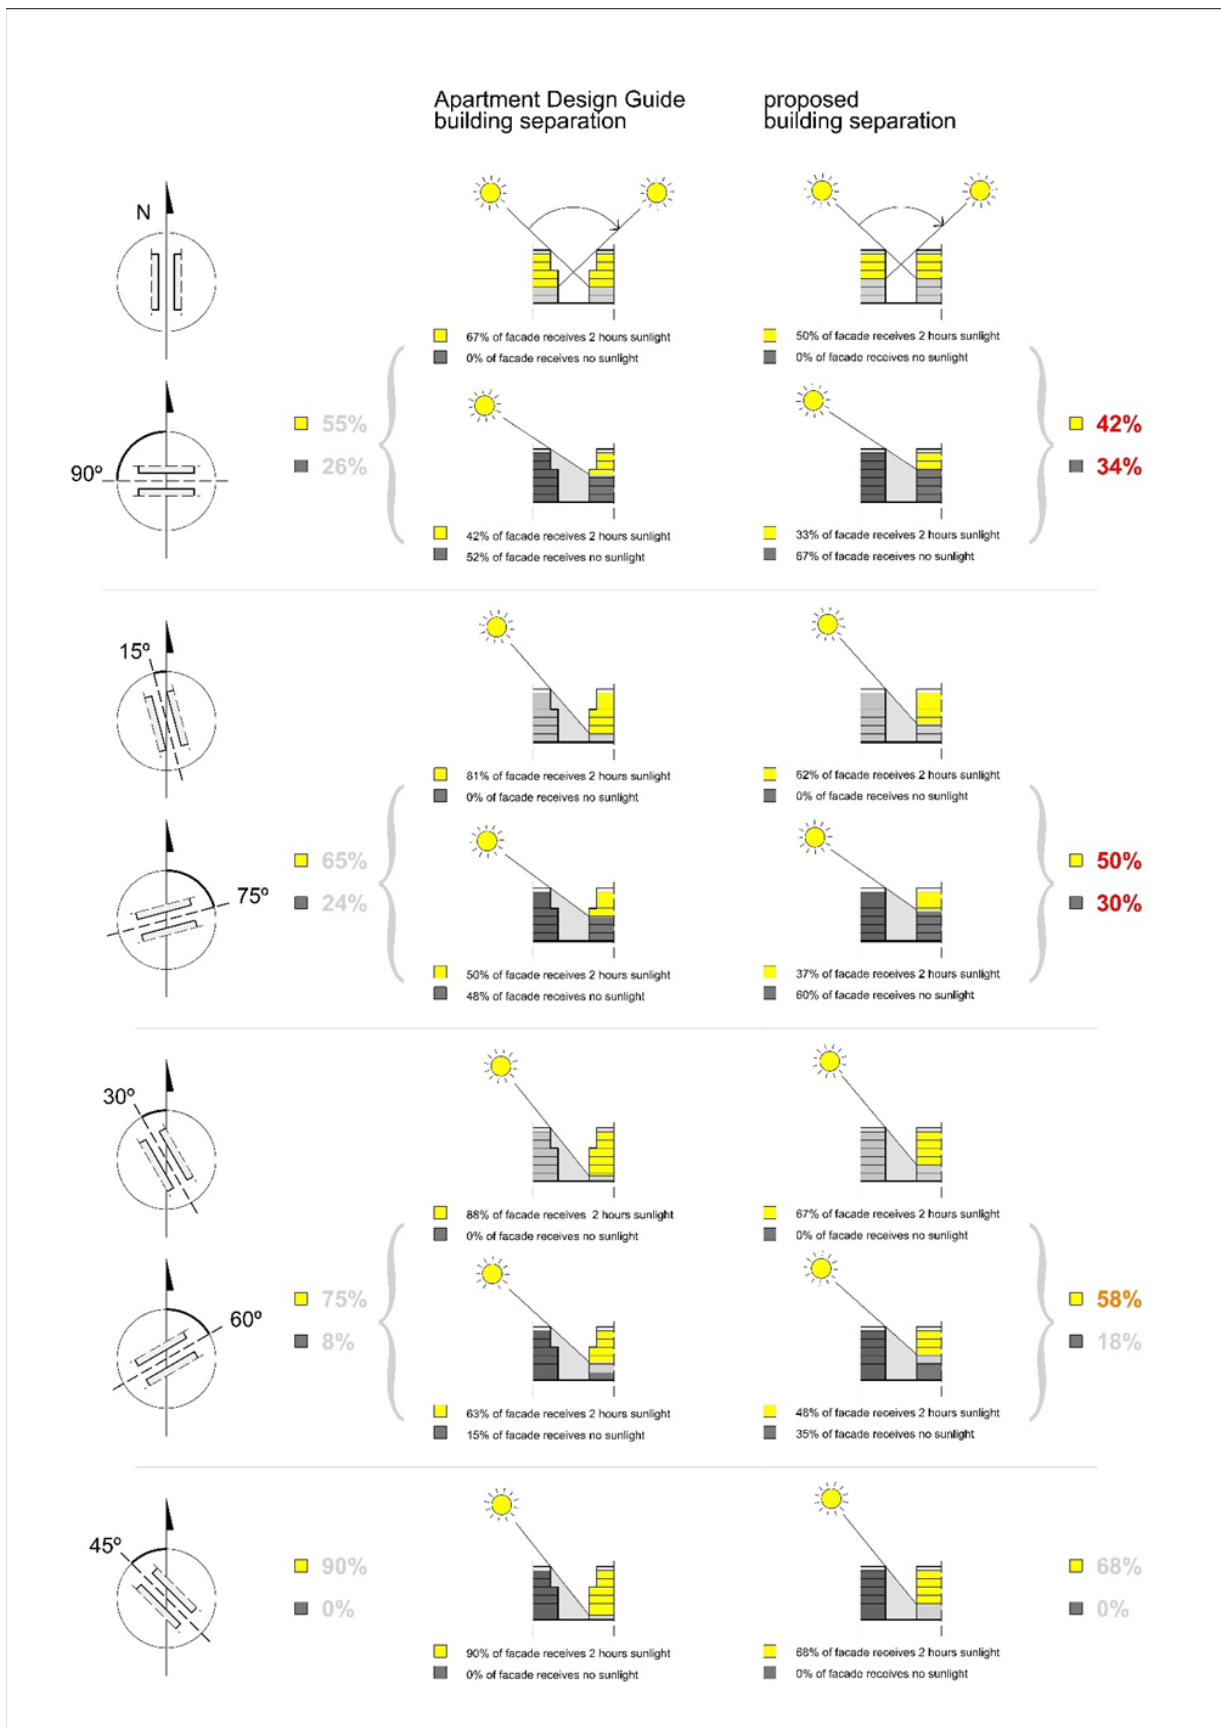 Apartment Design Guide
building separation
proposed
building separation
N
67% of facade receives 2 hours sunlight
0% of facade receives no sunlight
50% of facade receives 2 hours sunlight
0% of facade receives no sunlight
90º
55%
26%
42%
34%
42% of facade receives 2 hours sunlight
52% of facade receives no sunlight
33% of facade receives 2 hours sunlight
67% of facade receives no sunlight
15º
81% of facade receives 2 hours sunlight
0% of facade receives no sunlight
62% of facade receives 2 hours sunlight
0% of facade receives no sunlight
75º
65%
24%
50%
30%
50% of facade receives 2 hours sunlight
48% of facade receives no sunlight
37% of facade receives 2 hours sunlight
60% of facade receives no sunlight
30º
88% of facade receives 2 hours sunlight
0% of facade receives no sunlight
67% of facade receives 2 hours sunlight
0% of facade receives no sunlight
60º
75%
8%
58%
18%
63% of facade receives 2 hours sunlight
15% of facade receives no sunlight
48% of facade receives 2 hours sunlight
35% of facade receives no sunlight
45º
90%
0%
68%
0%
90% of facade receives 2 hours sunlight
0% of facade receives no sunlight
68% of facade receives 2 hours sunlight
0% of facade receives no sunlight